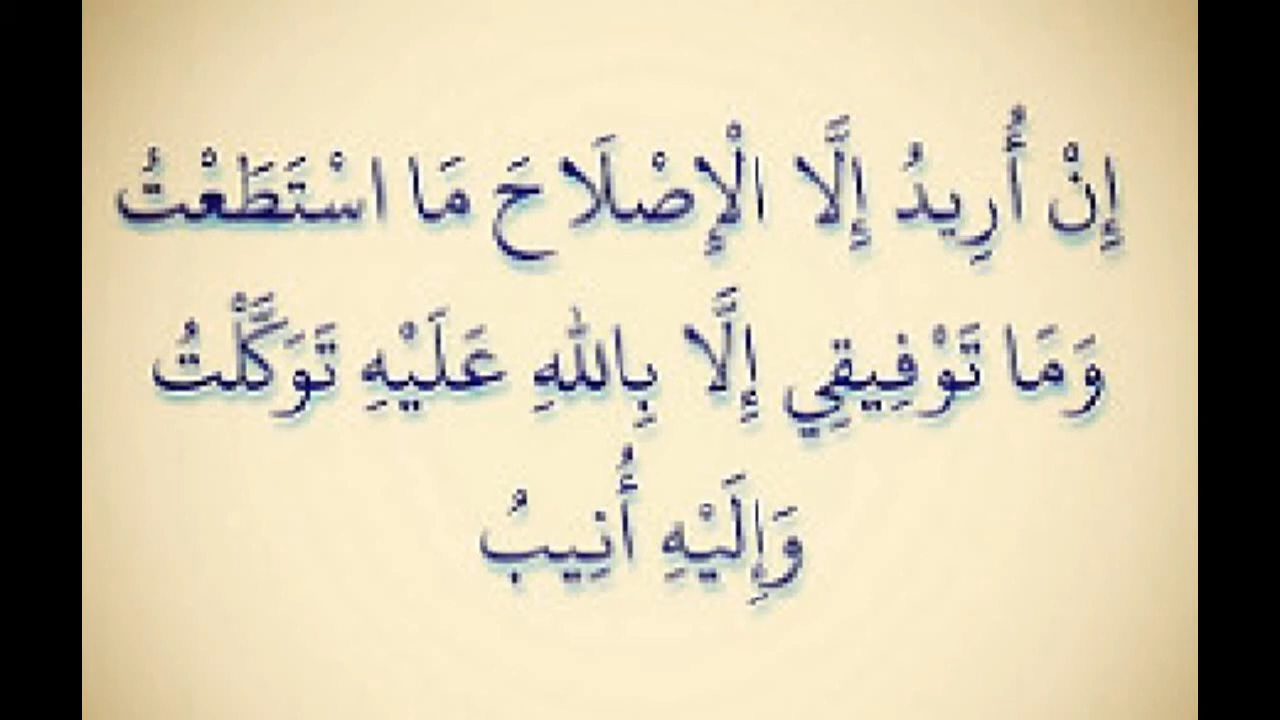 إِنْ أُرِيدُ إِلَّا الْإِصْلَاحَ مَا اسْتَطَعْتُ
وَمَا تَوْفِيقِي إِلَّا بِاللهِ عَلَيْهِ تَوَكَّلْتُ
وَإِلَيْهِ أُنِيبُ